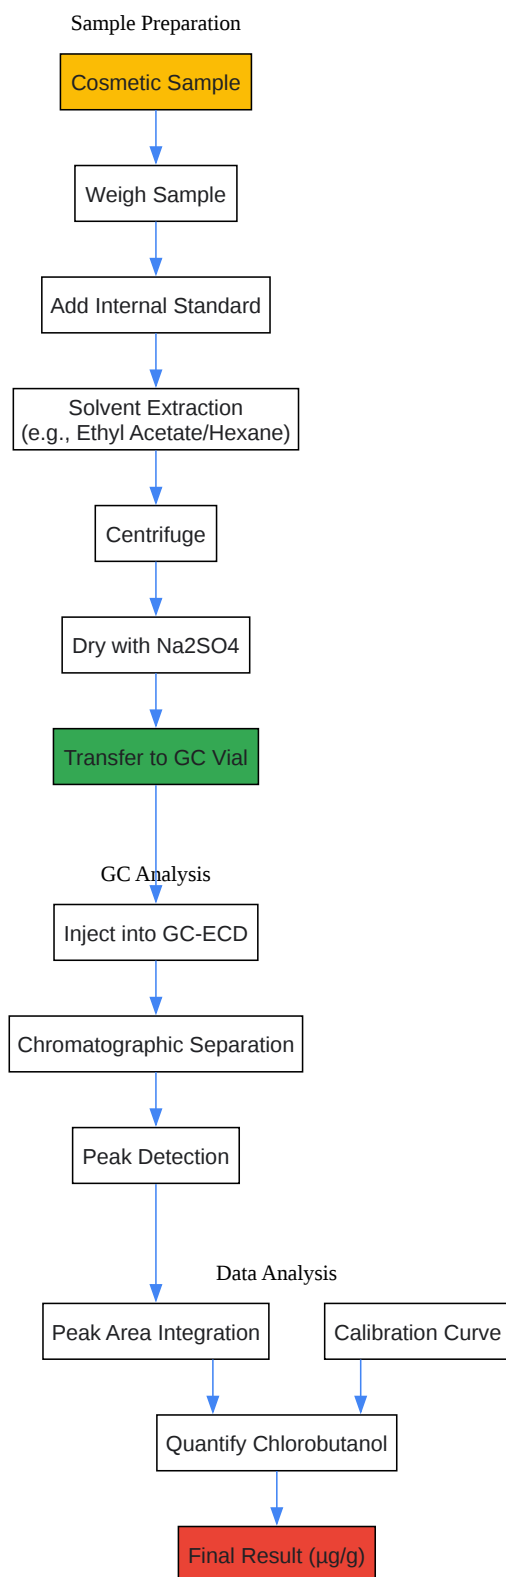 Sample Preparation
Cosmetic Sample
Weigh Sample
Add Internal Standard
Solvent Extraction
(e.g., Ethyl Acetate/Hexane)
Centrifuge
Dry with Na2SO4
Transfer to GC Vial
GC Analysis
Inject into GC-ECD
Chromatographic Separation
Peak Detection
Data Analysis
Peak Area Integration
Calibration Curve
Quantify Chlorobutanol
Final Result (µg/g)